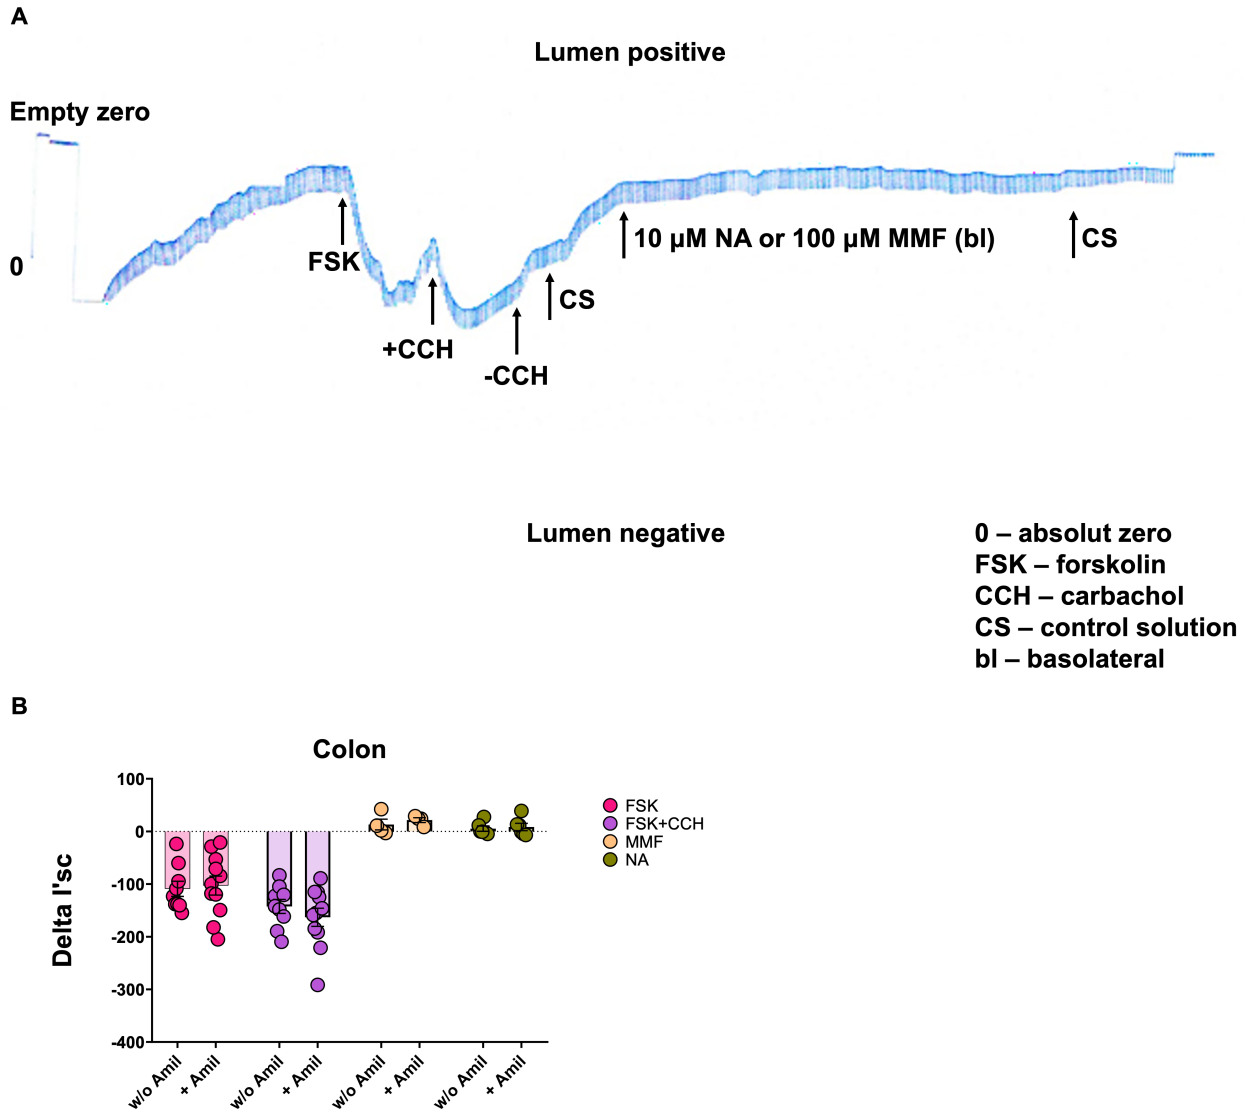 A
Lumen positive
Empty zero
0
FSK
+CCH
-CCH
CS
10 µM NA or 100 µM MMF (bl)
CS
Lumen negative
0 – absolut zero
FSK – forskolin
CCH – carbachol
CS – control solution
bl – basolateral
B
Colon
Delta I'sc
100
0
-100
-200
-300
-400
w/o Amil
+ Amil
w/o Amil
+ Amil
w/o Amil
+ Amil
w/o Amil
+ Amil
FSK
FSK+CCH
MMF
NA